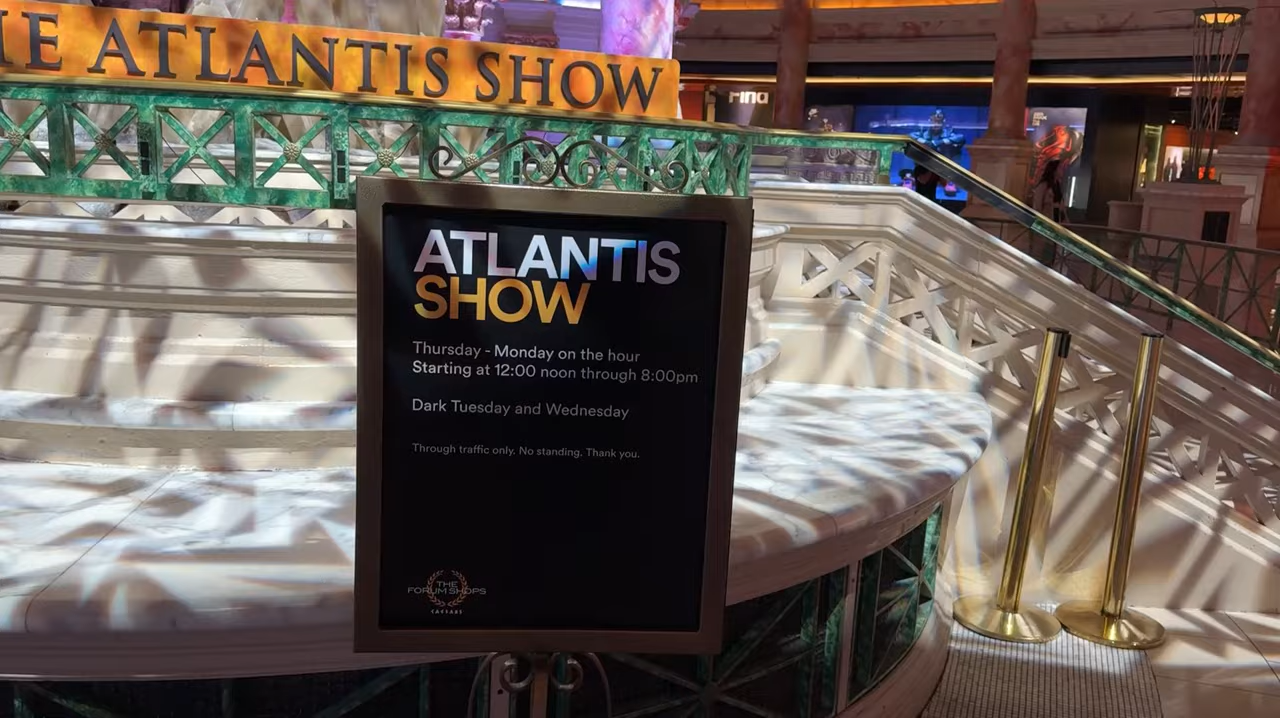 E ATLANTIS SHOW
ATLANTIS
SHOW
Thursday - Monday on the hour
Starting at 12:00 noon through 8:00pm
Dark Tuesday and Wednesday
Through traffic only. No standing. Thank you.
THE
FORUM SHOPS
CAESARS